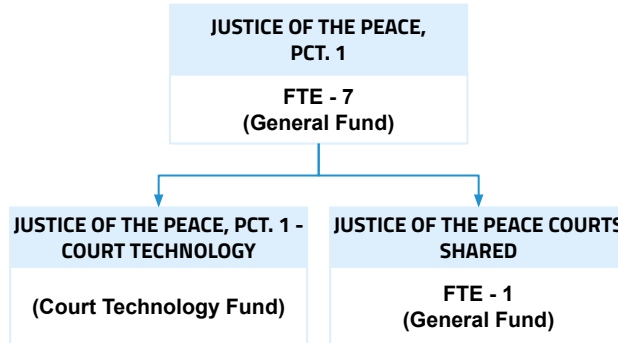 JUSTICE OF THE PEACE,
PCT. 1
FTE - 7
(General Fund)
JUSTICE OF THE PEACE, PCT. 1 -
COURT TECHNOLOGY
(Court Technology Fund)
JUSTICE OF THE PEACE COURTS
SHARED
FTE - 1
(General Fund)